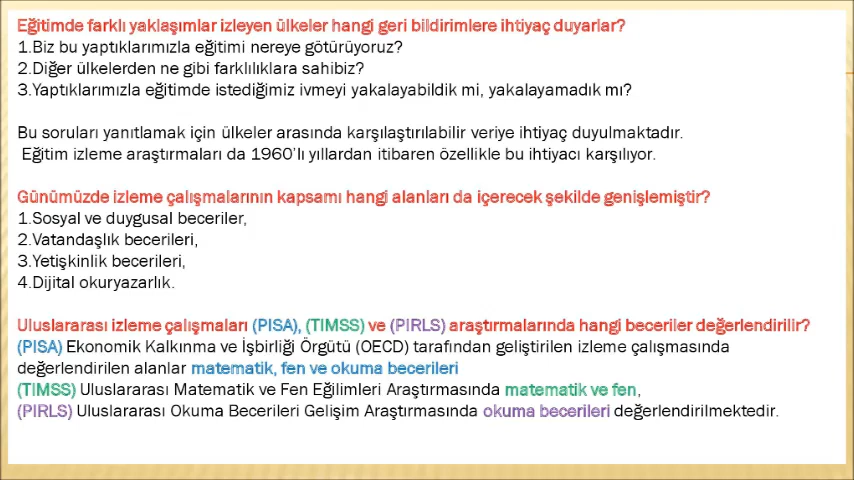 Eğitimde farklı yaklaşımlar izleyen ülkeler hangi geri bildirimlere ihtiyaç duyarlar?
1.Biz bu yaptıklarımızla eğitimi nereye götürüyoruz?
2.Diğer ülkelerden ne gibi farklılıklara sahibiz?
3.Yaptıklarımızla eğitimde istediğimiz ivmeyi yakalayabildik mi, yakalayamadık mı?
Bu soruları yanıtlamak için ülkeler arasında karşılaştırılabilir veriye ihtiyaç duyulmaktadır.
Eğitim izleme araştırmaları da 1960'lı yıllardan itibaren özellikle bu ihtiyacı karşılıyor.
Günümüzde izleme çalışmalarının kapsamı hangi alanları da içerecek şekilde genişlemiştir?
1.Sosyal ve duygusal beceriler,
2.Vatandaşlık becerileri,
3.Yetişkinlik becerileri,
4.Dijital okuryazarlık.
Uluslararası izleme çalışmaları (PISA), (TIMSS) ve (PIRLS) araştırmalarında hangi beceriler değerlendirilir?
(PISA) Ekonomik Kalkınma ve İşbirliği Örgütü (OECD) tarafından geliştirilen izleme çalışmasında
değerlendirilen alanlar matematik, fen ve okuma becerileri
(TIMSS) Uluslararası Matematik ve Fen Eğilimleri Araştırmasında matematik ve fen,
(PIRLS) Uluslararası Okuma Becerileri Gelişim Araştırmasında okuma becerileri değerlendirilmektedir.